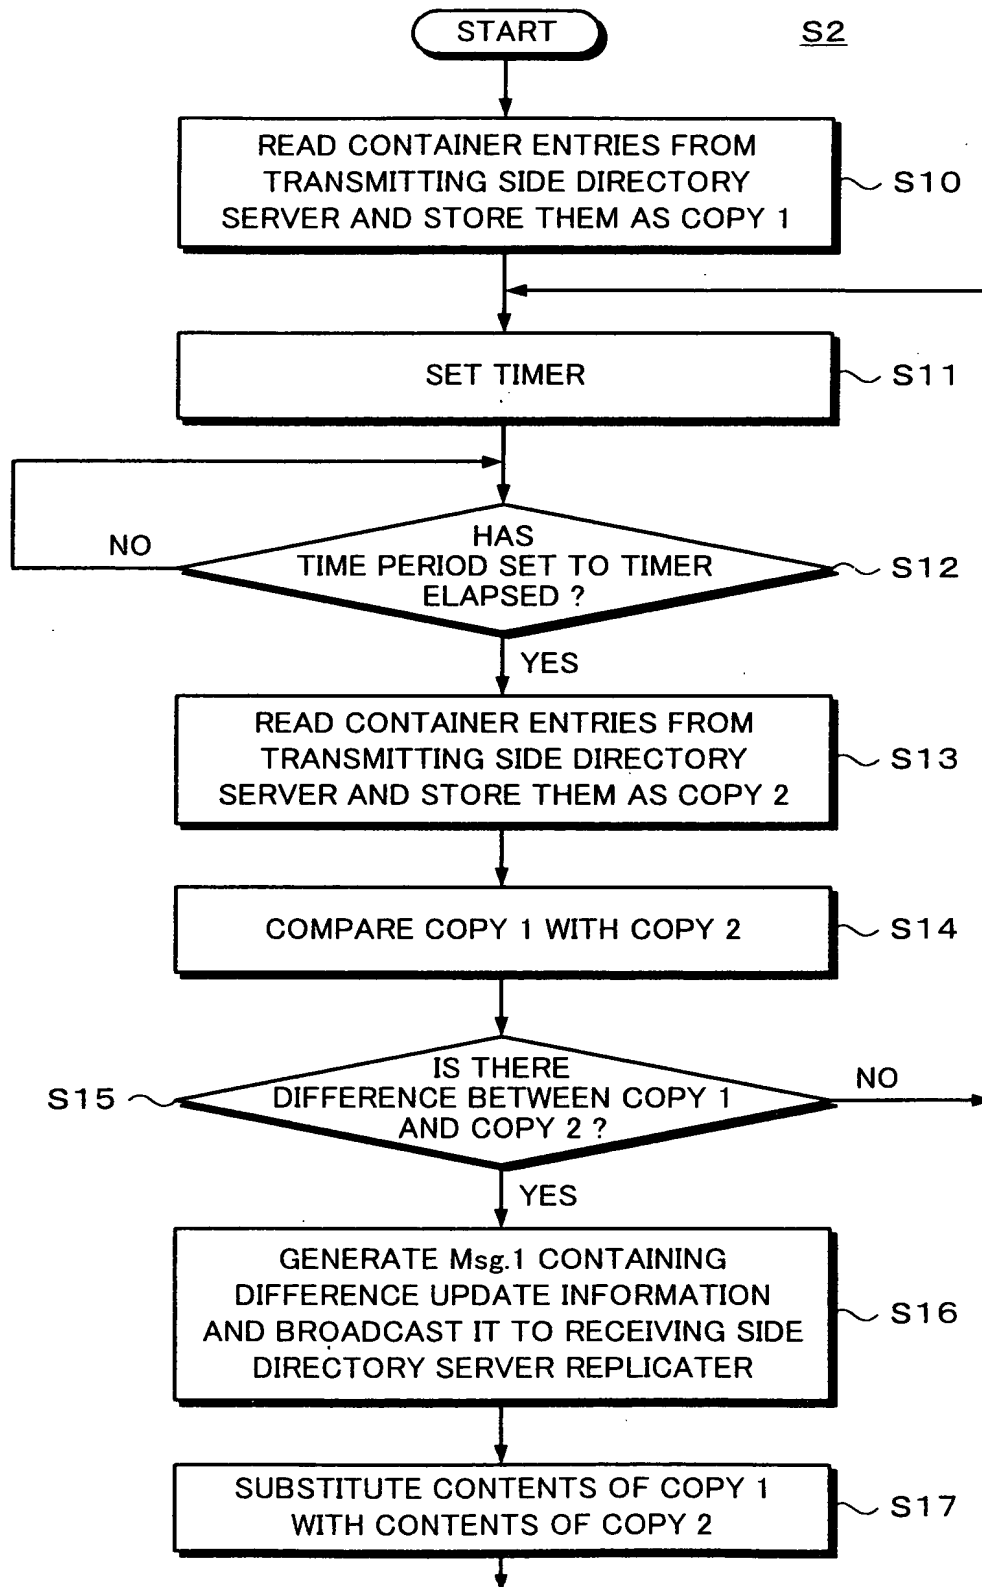 START
S2
READ CONTAINER ENTRIES FROM
TRANSMITTING SIDE DIRECTORY
SERVER AND STORE THEM AS COPY 1
S10
SET TIMER
S11
HAS
TIME PERIOD SET TO TIMER
ELAPSED ?
NO
S12
YES
READ CONTAINER ENTRIES FROM
TRANSMITTING SIDE DIRECTORY
SERVER AND STORE THEM AS COPY 2
S13
COMPARE COPY 1 WITH COPY 2
S14
IS THERE
DIFFERENCE BETWEEN COPY 1
AND COPY 2 ?
S15
NO
YES
GENERATE Msg.1 CONTAINING
DIFFERENCE UPDATE INFORMATION
AND BROADCAST IT TO RECEIVING SIDE
DIRECTORY SERVER REPLICATER
S16
SUBSTITUTE CONTENTS OF COPY 1
WITH CONTENTS OF COPY 2
S17